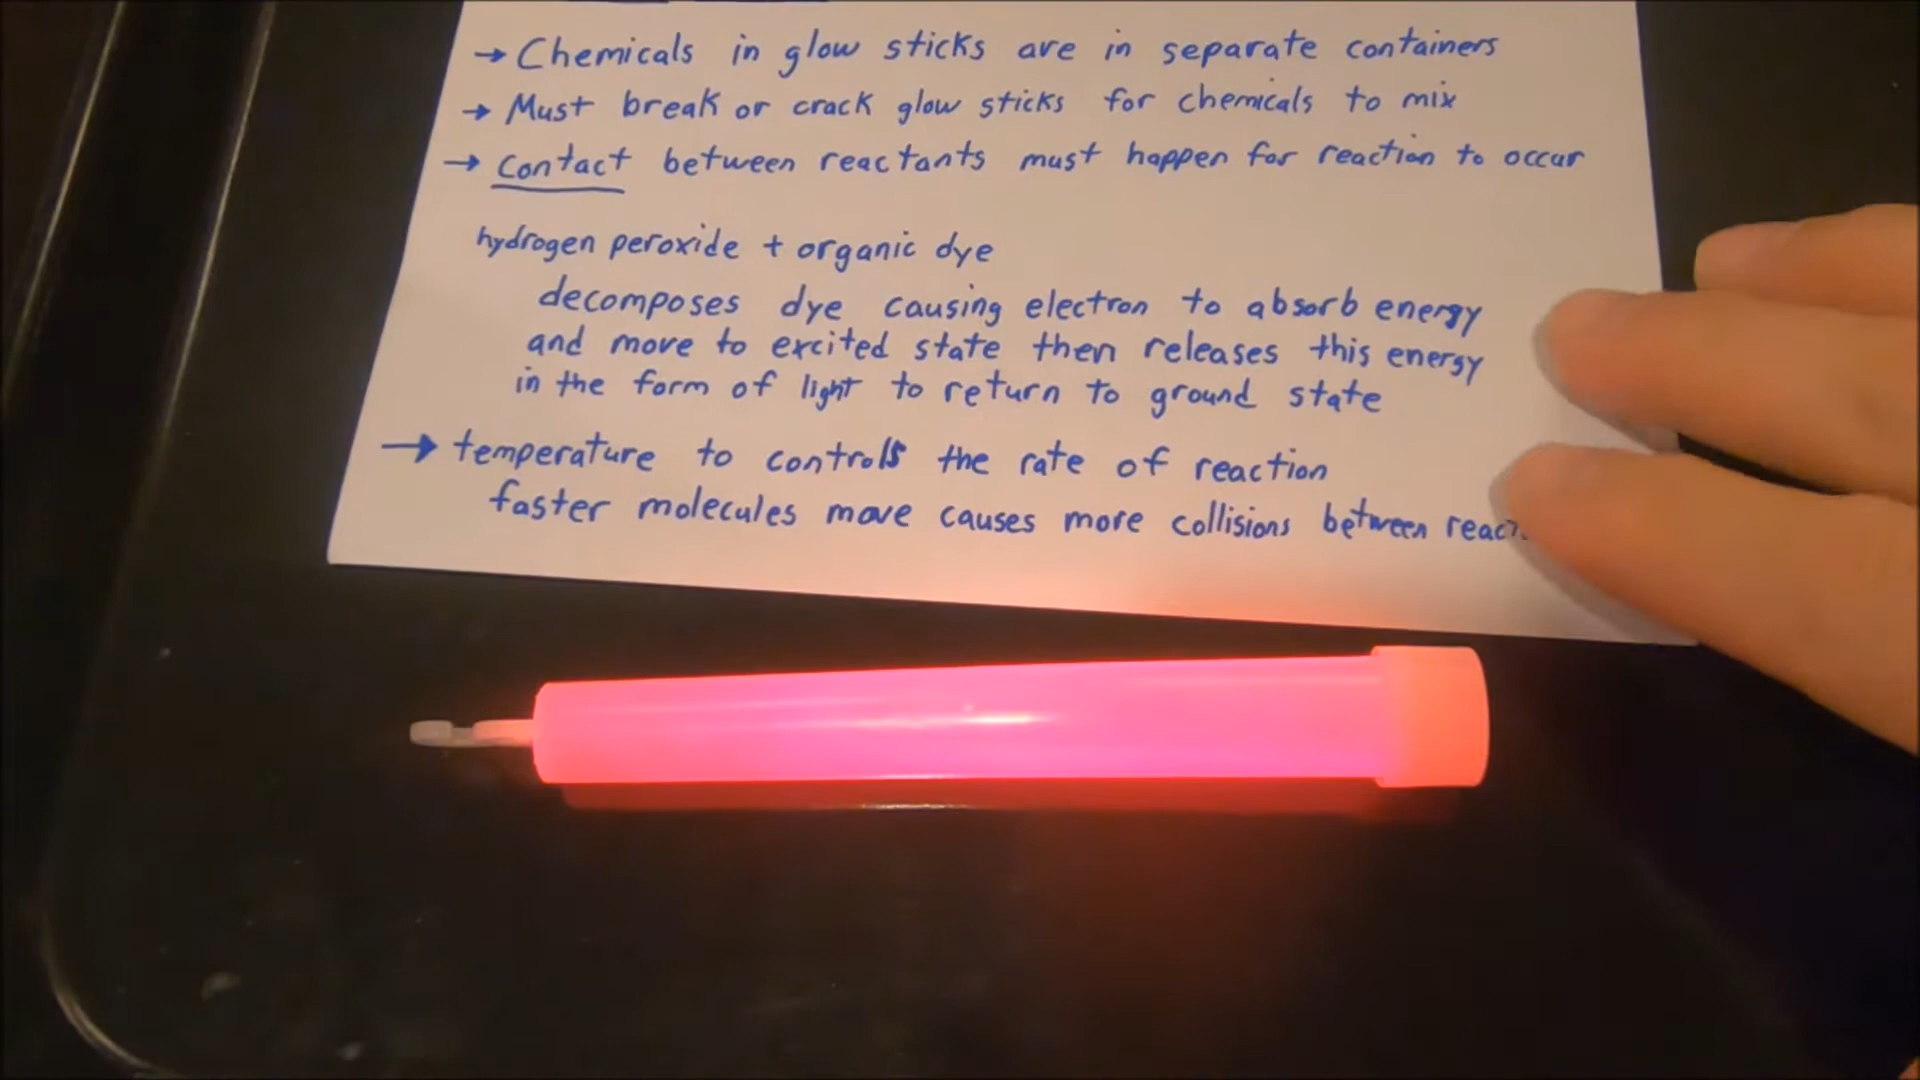 → Chemicals in glow sticks are in separate containers
→ Must break or crack glow sticks for chemicals to mix
→ Contact between reactants must happen for reaction to occur
hydrogen peroxide + organic dye
decomposes dye causing electron to absorb energy
and move to excited state then releases this energy
in the form of light to return to ground state
→ temperature to controls the rate of reaction
faster molecules move causes more collisions between